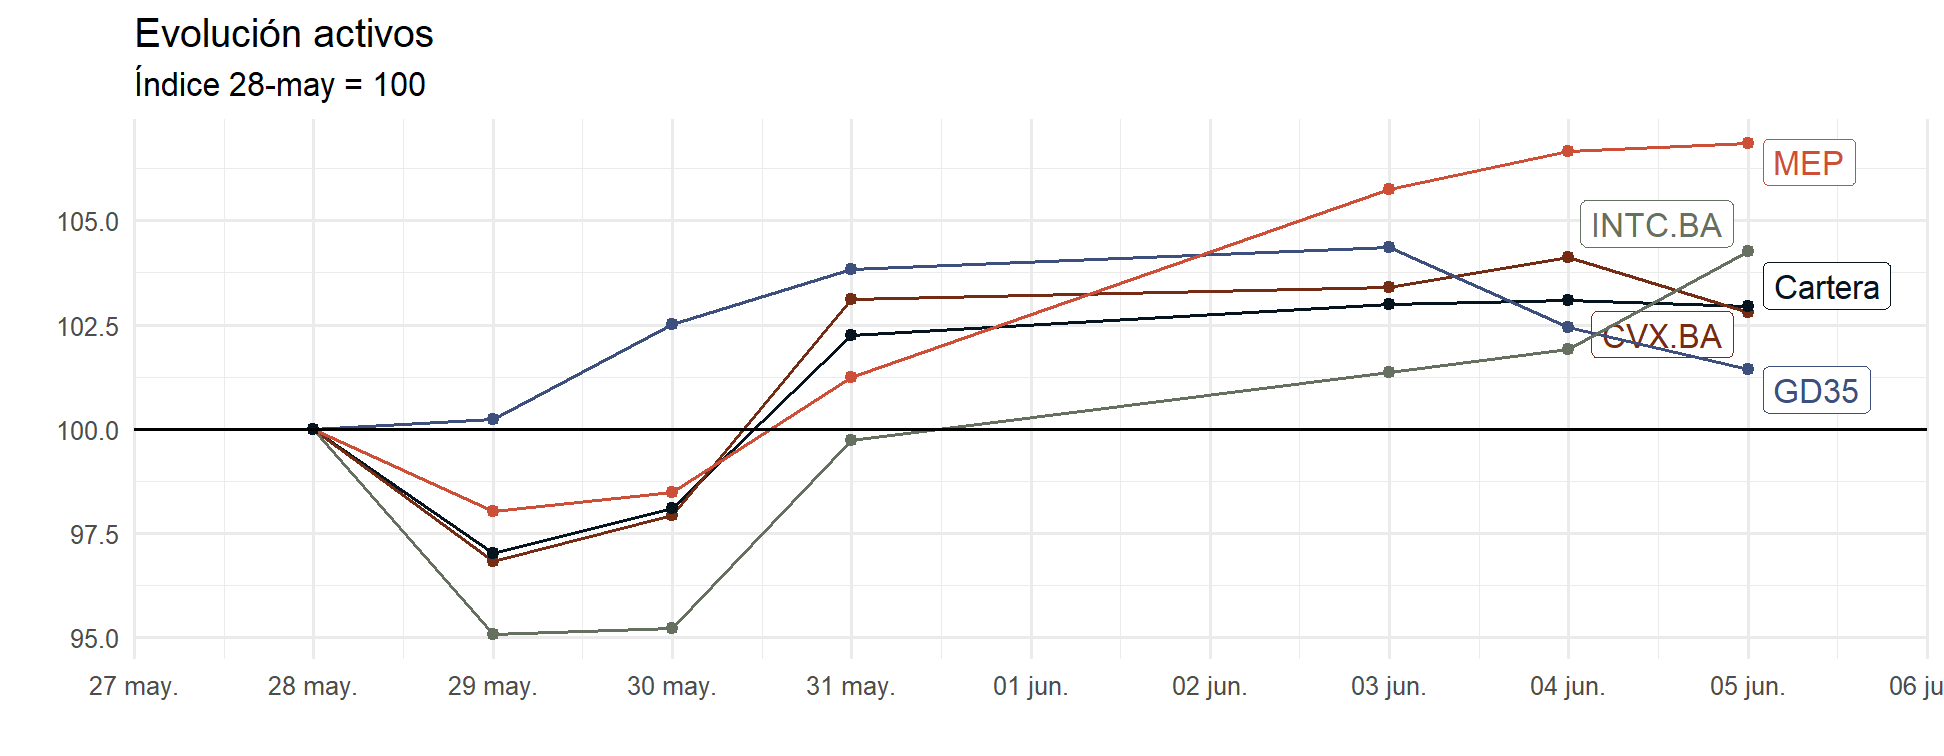 Evolución activos
Índice 28-may = 100
MEP
105.0
INTC.BA
Cartera
102.5
CVX.BA
GD35
100.0
97.5
95.0
27 may. 28 may. 29 may. 30 may. 31 may. 01 jun. 02 jun. 03 jun. 04 jun. 05 jun. 06 ju